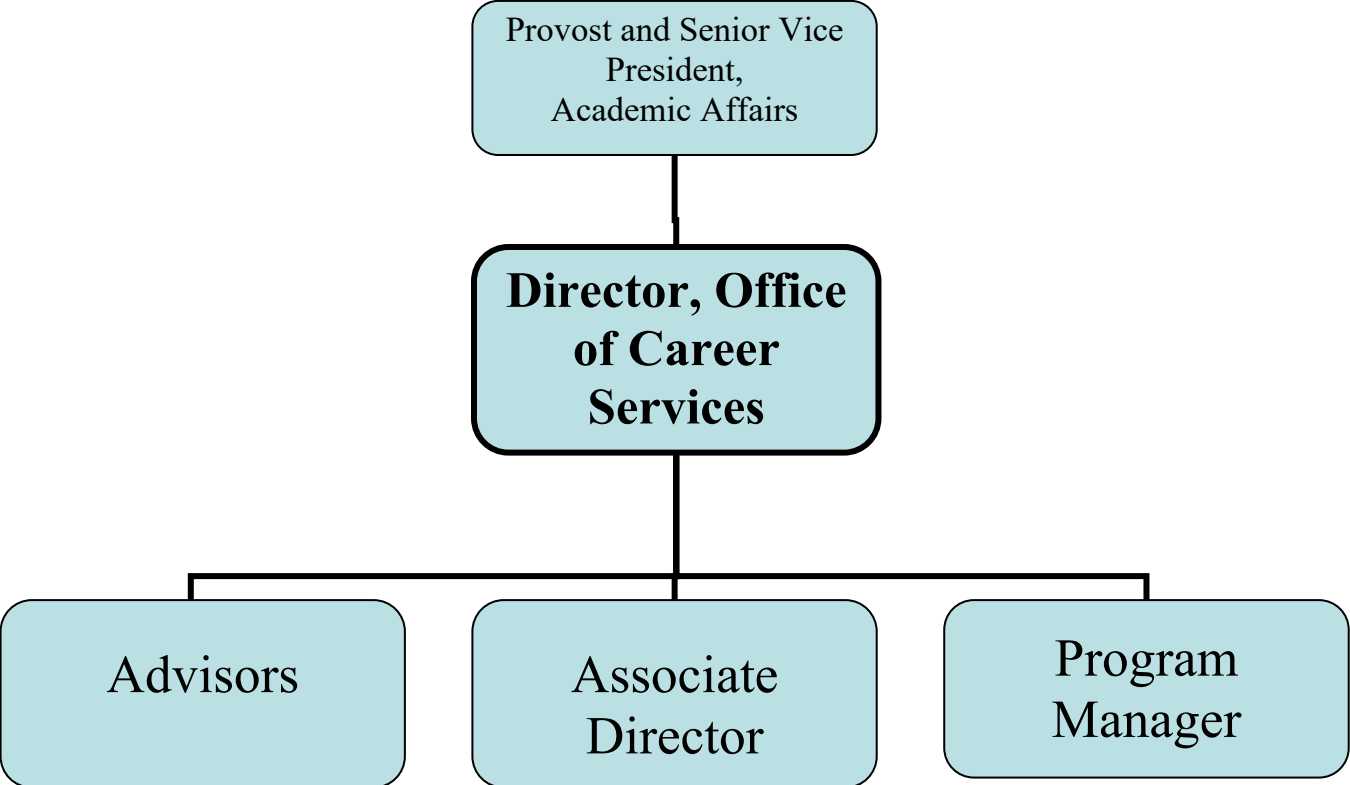 Provost and Senior Vice
President,
Academic Affairs
Director, Office
of Career
Services
Advisors
Associate
Director
Program
Manager